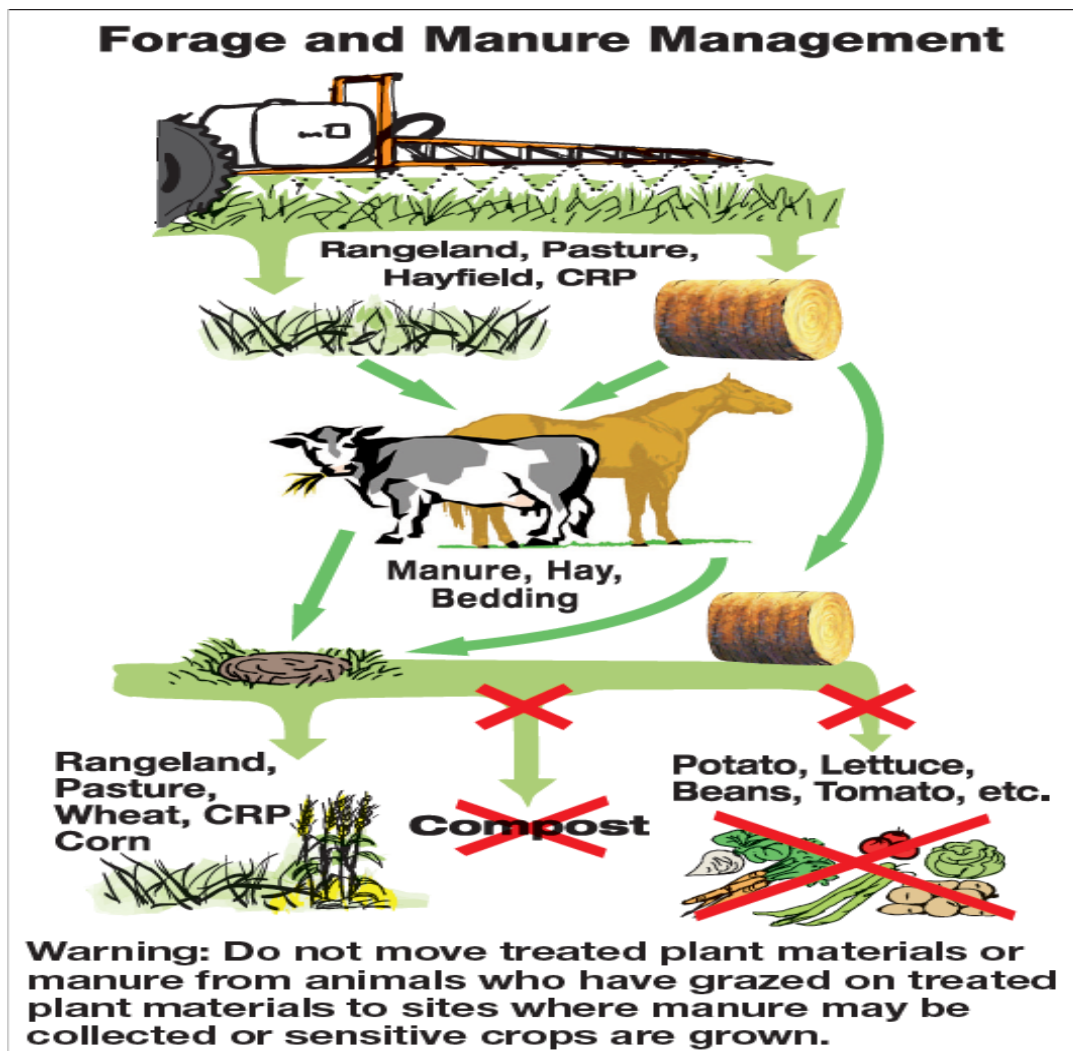 Forage and Manure Management
Rangeland, Pasture,
Hayfield, CRP
Manure, Hay,
Bedding
Rangeland,
Pasture,
Wheat, CRP
Corn
Compost
Potato, Lettuce,
Beans, Tomato, etc.
Warning: Do not move treated plant materials or
manure from animals who have grazed on treated
plant materials to sites where manure may be
collected or sensitive crops are grown.